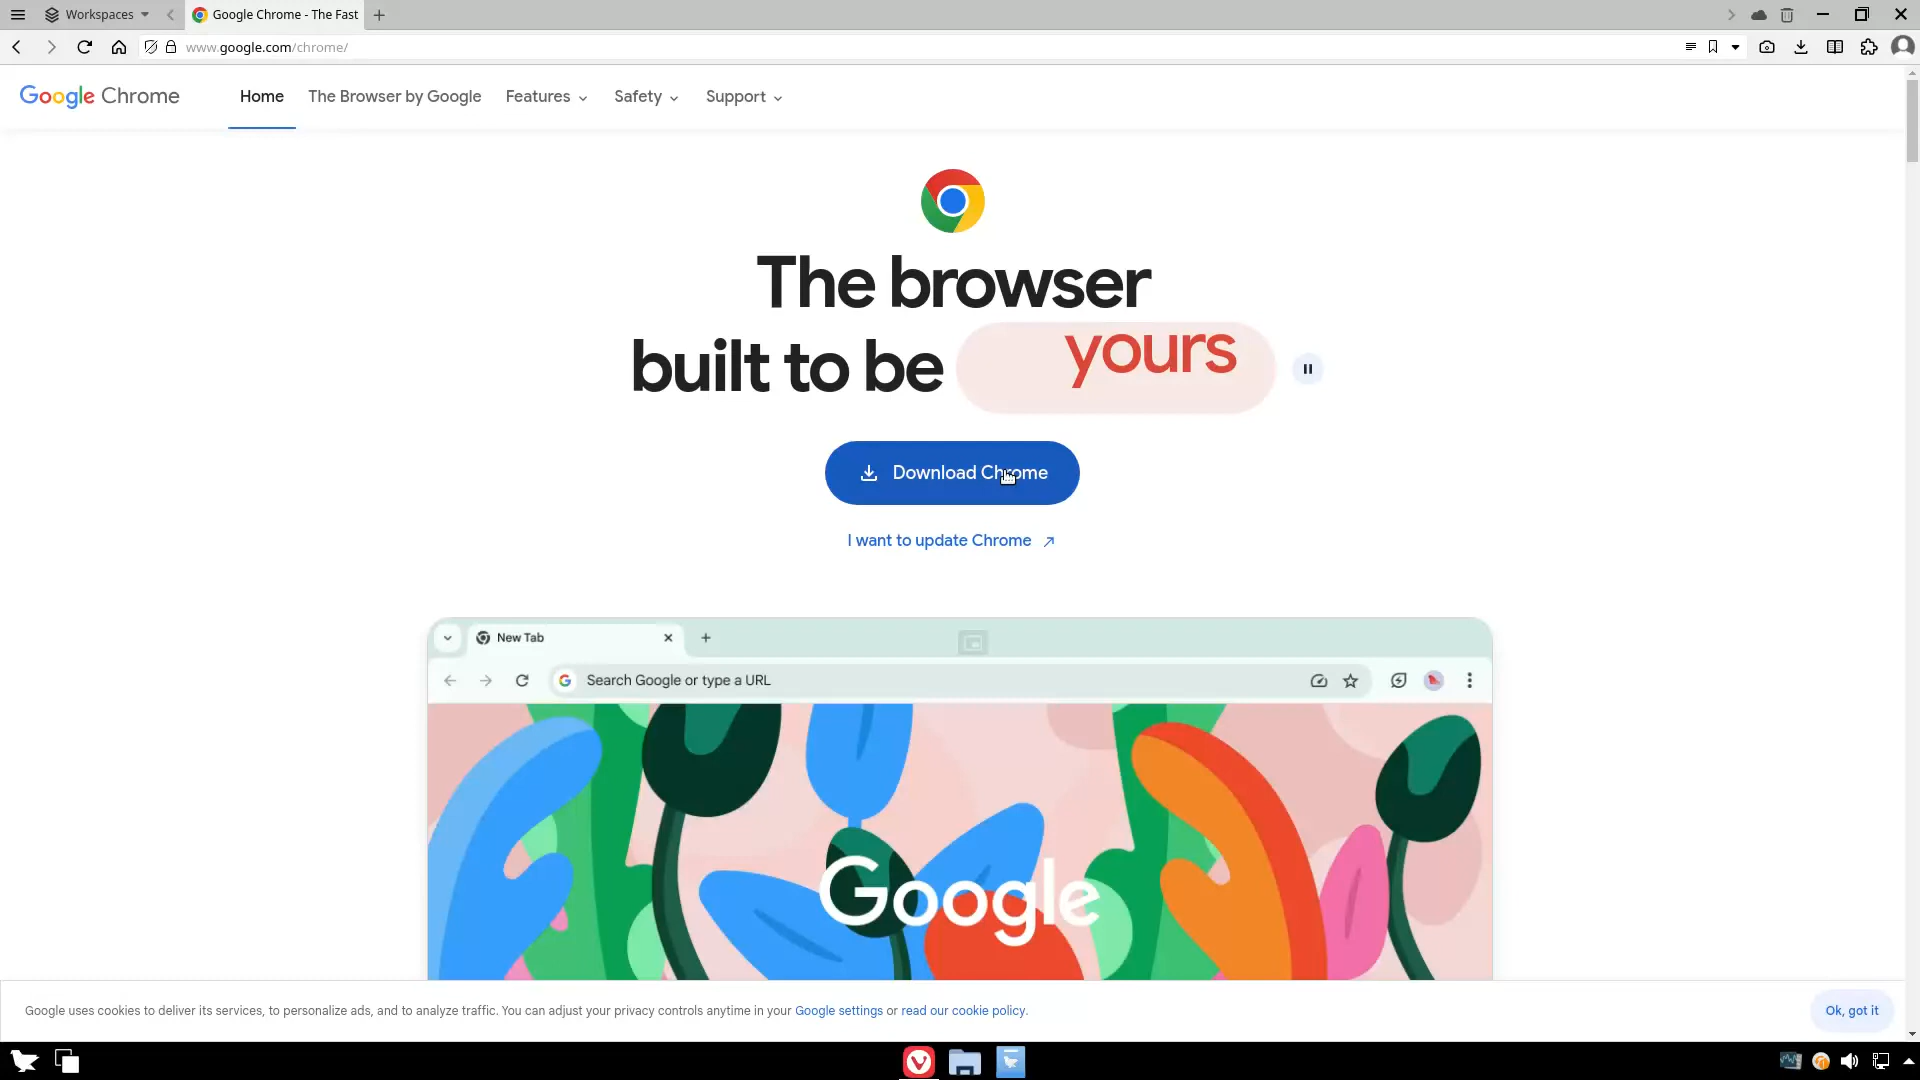 Workspaces
Google Chrome - The Fast
www.google.com/chrome/
Google Chrome
Home
The Browser by Google
Features
Safety
Support
The browser
built to be yours
Download Chrome
I want to update Chrome
New Tab
Search Google or type a URL
Google
Google uses cookies to deliver its services, to personalize ads, and to analyze traffic. You can adjust your privacy controls anytime in your Google settings or read our cookie policy.
Ok, got it